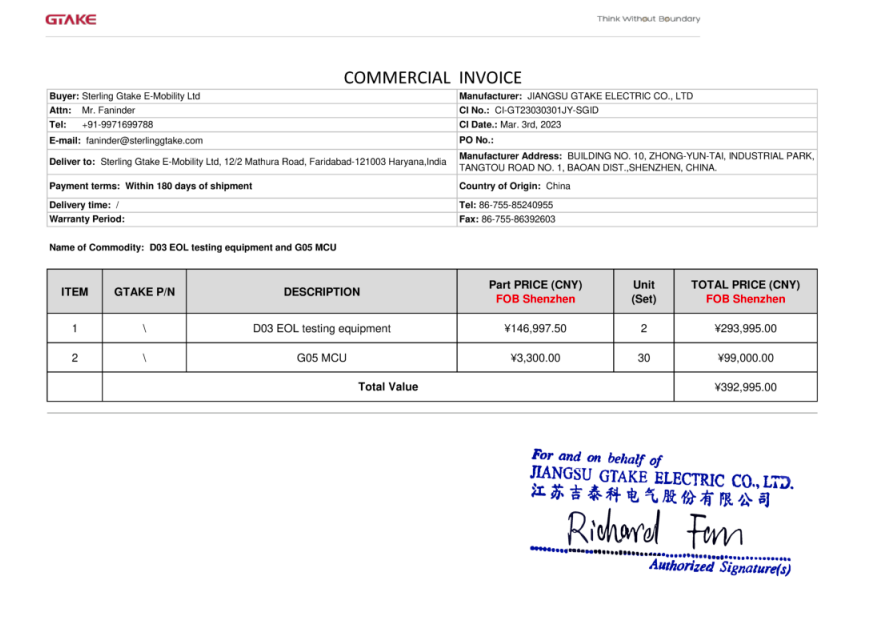 GTAKE
Think Without Boundary
COMMERCIAL INVOICE
Buyer: Sterling Gtake E-Mobility Ltd
Manufacturer: JIANGSU GTAKE ELECTRIC CO., LTD
Attn: Mr. Faninder
CI No.: CI-GT23030301JY-SGID
Tel: +91-9971699788
CI Date.: Mar. 3rd, 2023
E-mail: faninder@sterlinggtake.com
PO No.:
Deliver to: Sterling Gtake E-Mobility Ltd, 12/2 Mathura Road, Faridabad-121003 Haryana,India
Manufacturer Address: BUILDING NO. 10, ZHONG-YUN-TAI, INDUSTRIAL PARK,
TANGTOU ROAD NO. 1, BAOAN DIST.,SHENZHEN, CHINA.
Payment terms: Within 180 days of shipment
Country of Origin: China
Delivery time: /
Tel: 86-755-85240955
Warranty Period:
Fax: 86-755-86392603
Name of Commodity: D03 EOL testing equipment and G05 MCU
ITEM GTAKE P/N DESCRIPTION Part PRICE (CNY) FOB Shenzhen Unit (Set) TOTAL PRICE (CNY) FOB Shenzhen
1 \ D03 EOL testing equipment ¥146,997.50 2 ¥293,995.00
2 \ G05 MCU ¥3,300.00 30 ¥99,000.00
Total Value ¥392,995.00
For and on behalf of
JIANGSU GTAKE ELECTRIC CO., LTD.
江苏吉泰科电气股份有限公司
Richard
Authorized Signature(s)